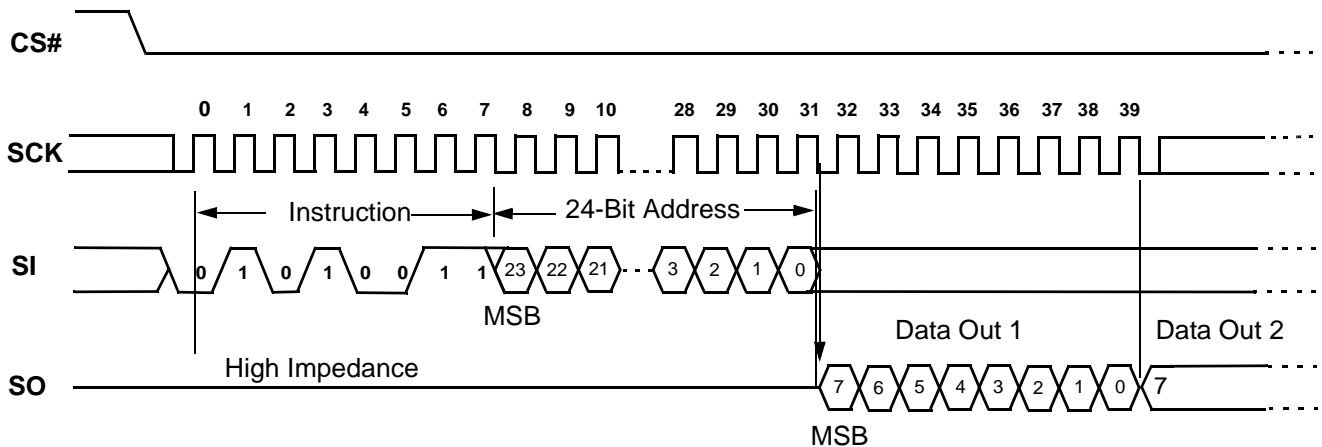 CS#
0 1 2 3 4 5 6 7 8 9 10 28 29 30 31 32 33 34 35 36 37 38 39
SCK
Instruction 24-Bit Address
SI 0 1 0 1 0 0 1 1 23 22 21 3 2 1 0
MSB
Data Out 1 Data Out 2
High Impedance
SO 7 6 5 4 3 2 1 0 7
MSB